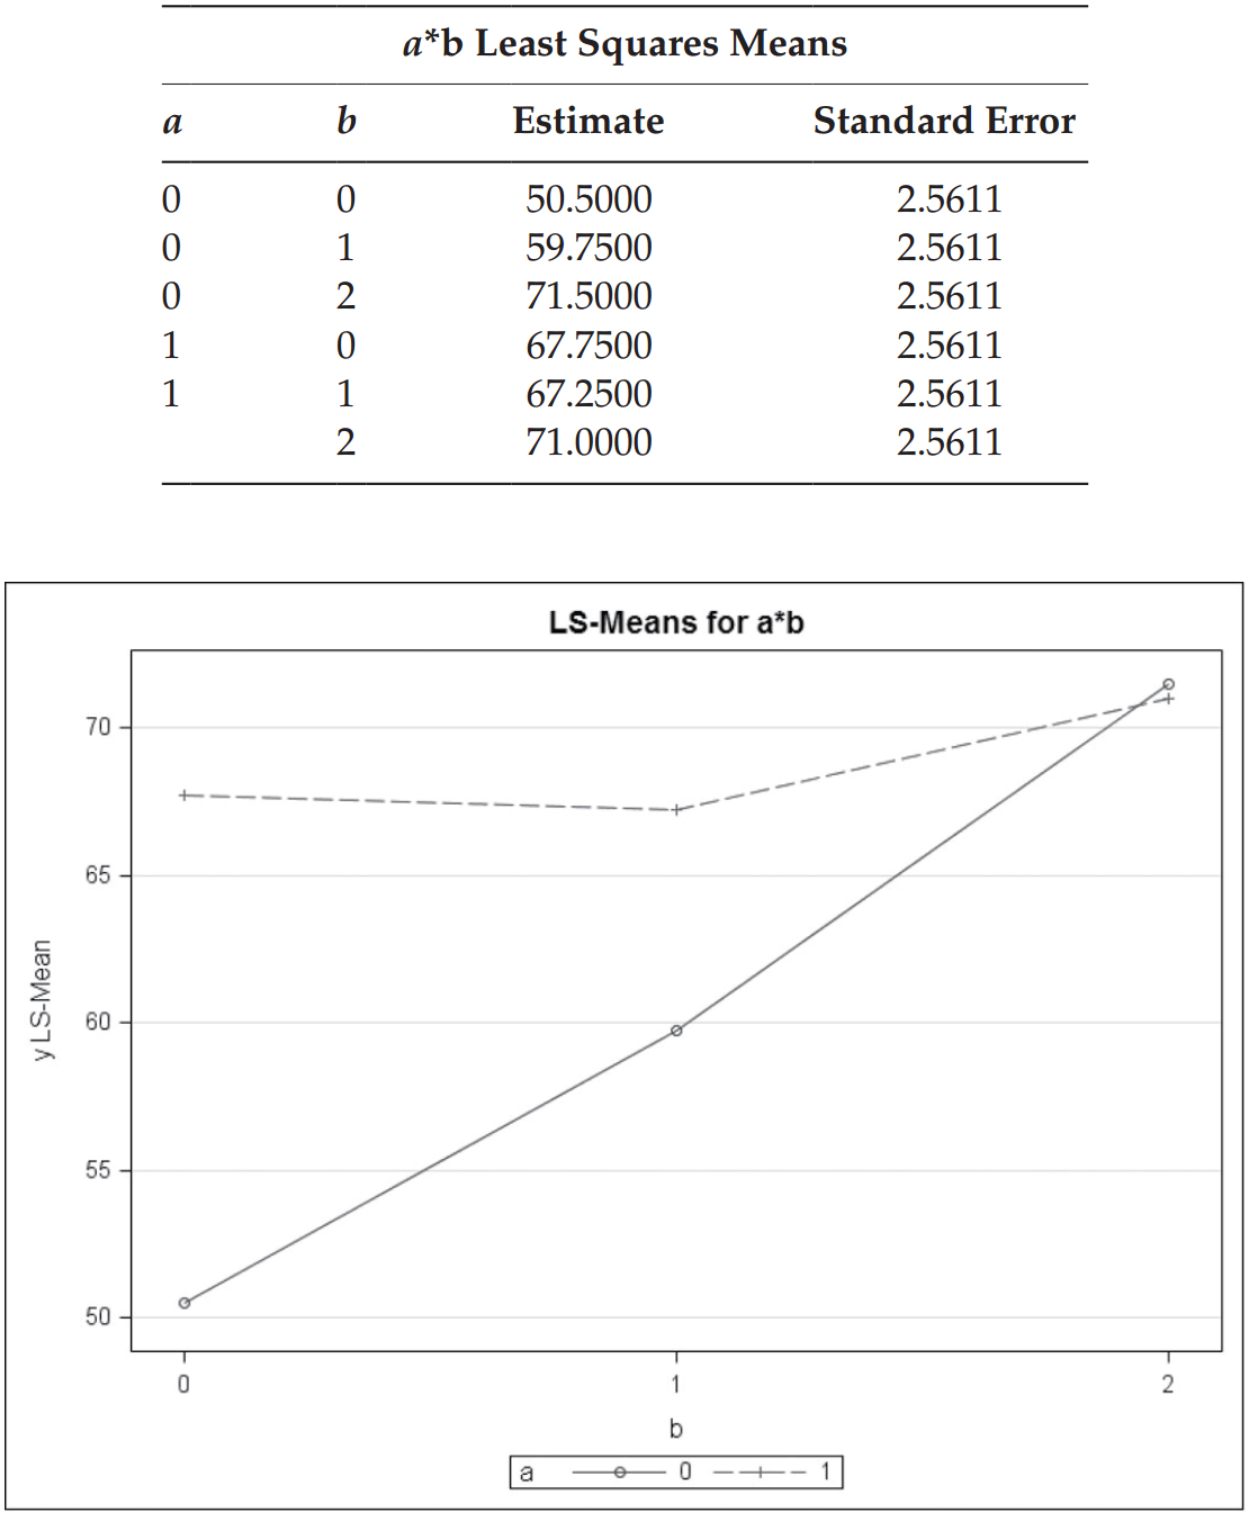 a*b Least Squares Means
a b Estimate Standard Error
0 0 50.5000 2.5611
0 1 59.7500 2.5611
0 2 71.5000 2.5611
1 0 67.7500 2.5611
1 1 67.2500 2.5611
2 71.0000 2.5611
LS-Means for a*b
y LS-Mean
70
65
60
55
50
0 1 2
b
a 0 1